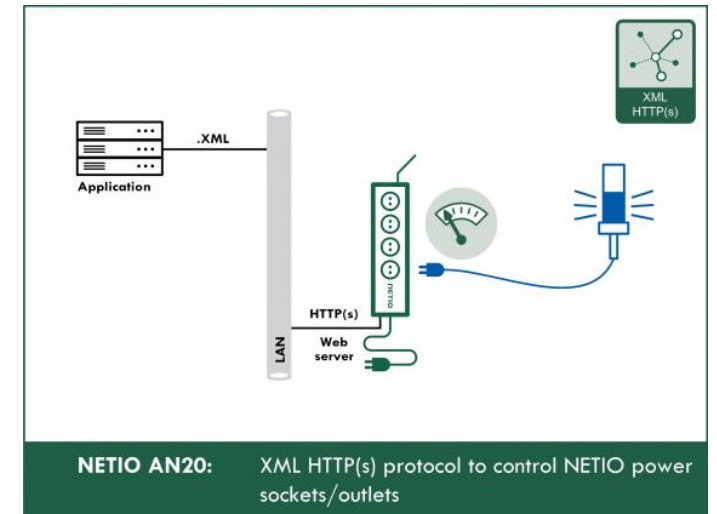 XML
HTTP(s)
.XML
Application
NETIO
HTTP(s)
LAN
Web
server
NETIO AN20: XML HTTP(s) protocol to control NETIO power
sockets/outlets